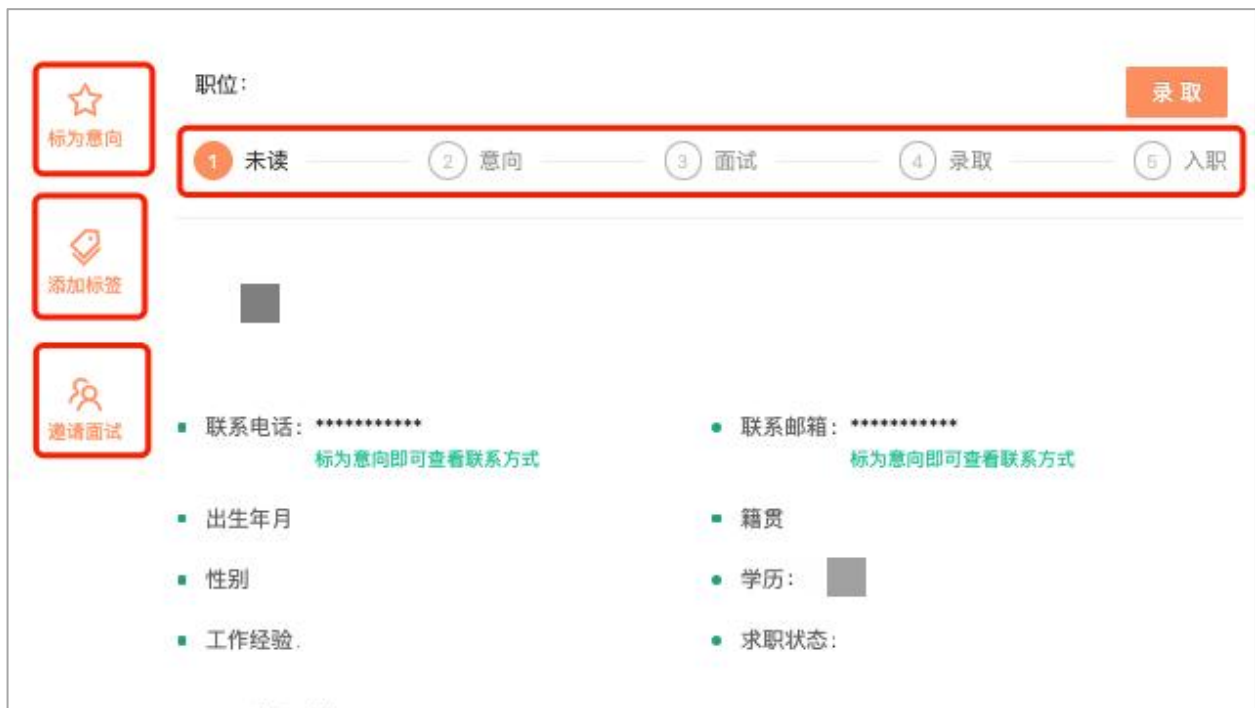 职位：
录取
标为意向
1 未读 2 意向 3 面试 4 录取 5 入职
添加标签
邀请面试
联系电话：*********** 联系邮箱：***********
标为意向即可查看联系方式 标为意向即可查看联系方式
出生年月 籍贯
性别 学历：
工作经验. 求职状态：